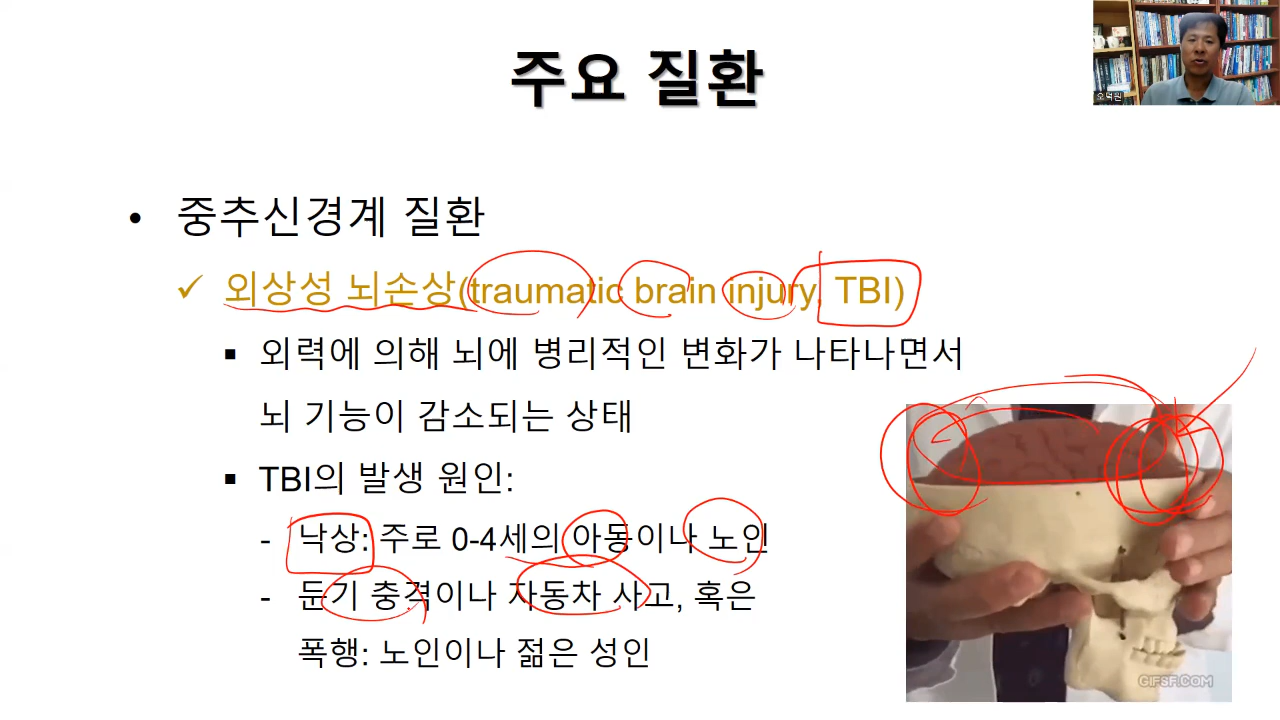 주요 질환
오덕원
• 중추신경계 질환
✓ 외상성 뇌손상(traumatic brain injury, TBI)
▪ 외력에 의해 뇌에 병리적인 변화가 나타나면서
뇌 기능이 감소되는 상태
▪ TBI의 발생 원인:
- 낙상: 주로 0-4세의 아동이나 노인
- 둔기 충격이나 자동차 사고, 혹은
폭행: 노인이나 젊은 성인
GIFSF.COM